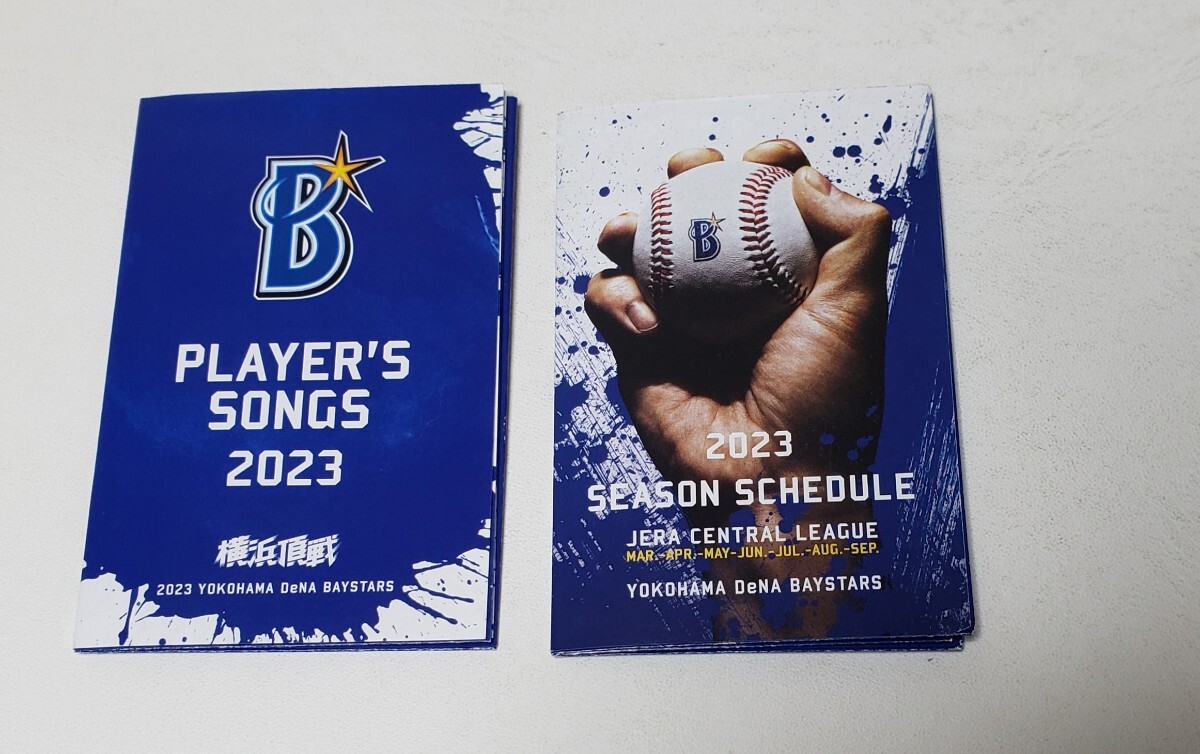 B
PLAYER'S
SONGS
2023
横浜頂戦
2023 YOKOHAMA DeNA BAYSTARS
B
2023
SEASON SCHEDULE
JERA CENTRAL LEAGUE
MAR.-APR.-MAY-JUN.-JUL.-AUG.-SEP.
YOKOHAMA DeNA BAYSTARS